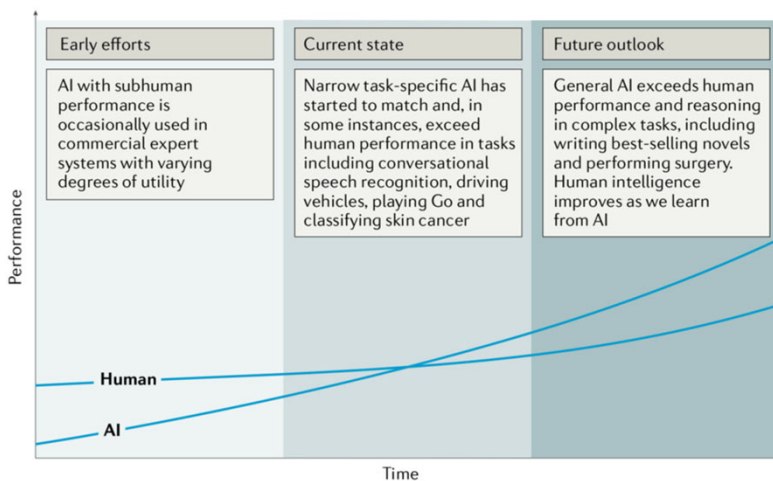 Early efforts
AI with subhuman
performance is
occasionally used in
commercial expert
systems with varying
degrees of utility
Current state
Narrow task-specific AI has
started to match and, in
some instances, exceed
human performance in tasks
including conversational
speech recognition, driving
vehicles, playing Go and
classifying skin cancer
Future outlook
General AI exceeds human
performance and reasoning
in complex tasks, including
writing best-selling novels
and performing surgery.
Human intelligence
improves as we learn
from AI
Performance
Human
AI
Time